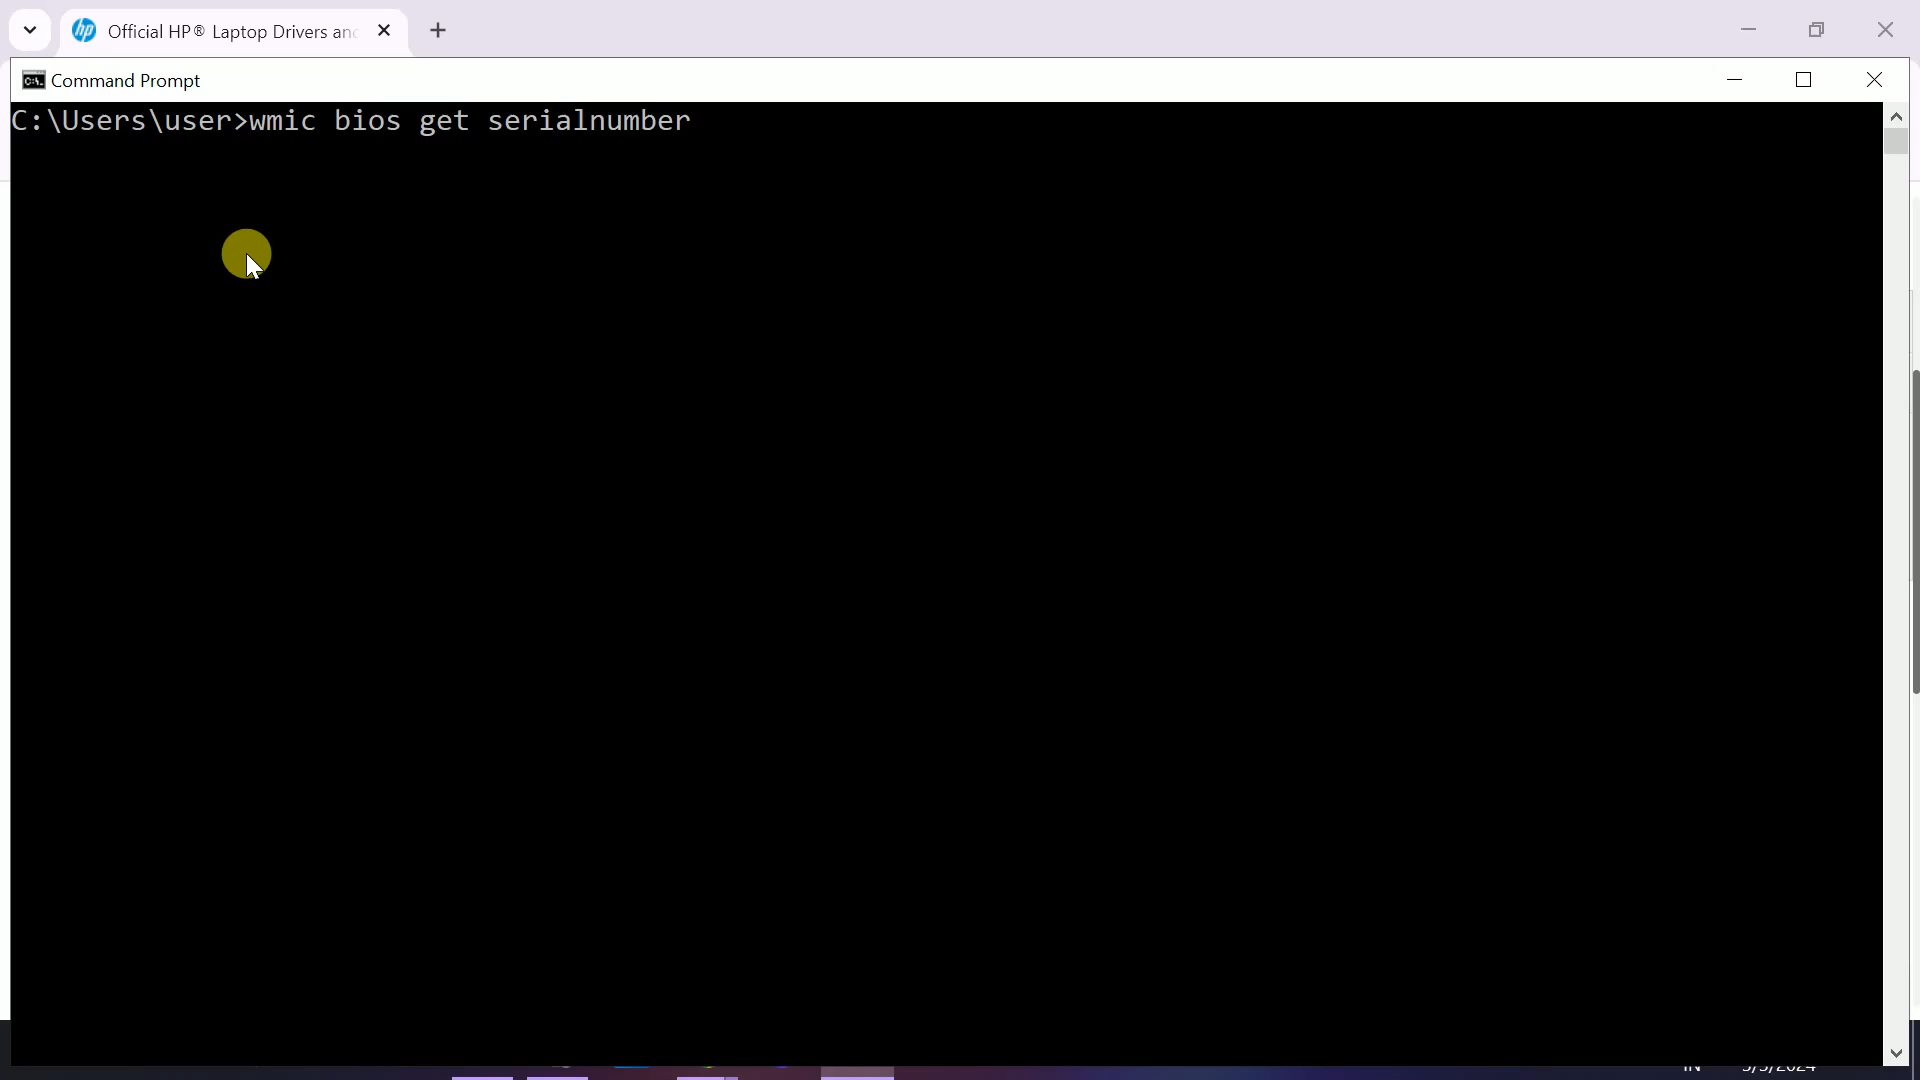 Official HP® Laptop Drivers and
Command Prompt
C:\Users\user>wmic bios get serialnumber